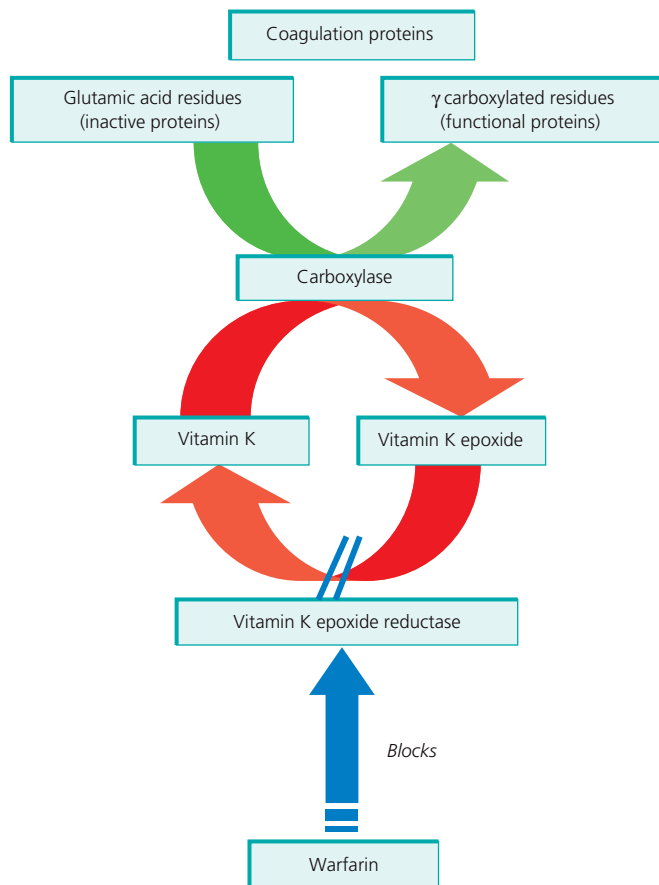 Coagulation proteins
Glutamic acid residues
(inactive proteins)
γ carboxylated residues
(functional proteins)
Carboxylase
Vitamin K
Vitamin K epoxide
Vitamin K epoxide reductase
Blocks
Warfarin